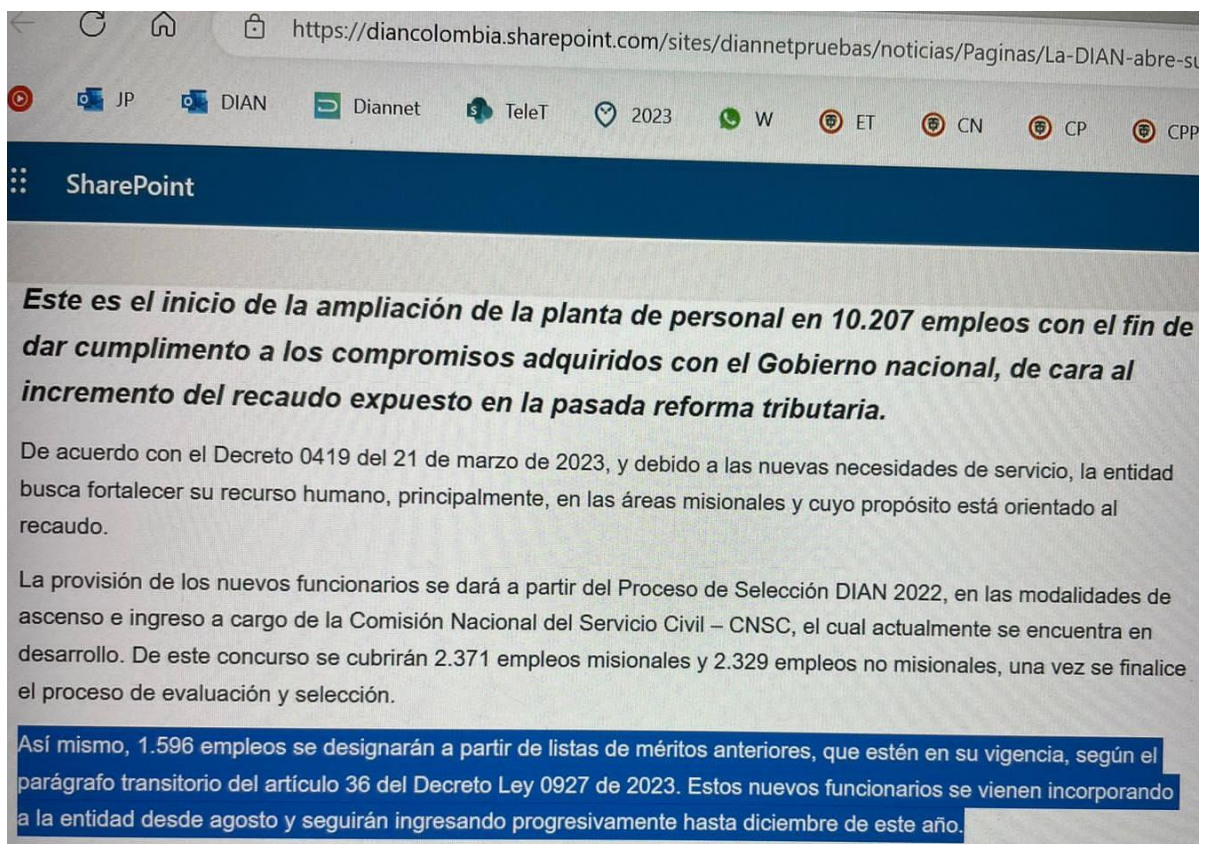 https://diancolombia.sharepoint.com/sites/diannetpruebas/noticias/Paginas/La-DIAN-abre-su
JP DIAN Diannet TeleT 2023 W ET CN CP CPP
SharePoint
Este es el inicio de la ampliación de la planta de personal en 10.207 empleos con el fin de
dar cumplimento a los compromisos adquiridos con el Gobierno nacional, de cara al
incremento del recaudo expuesto en la pasada reforma tributaria.
De acuerdo con el Decreto 0419 del 21 de marzo de 2023, y debido a las nuevas necesidades de servicio, la entidad
busca fortalecer su recurso humano, principalmente, en las áreas misionales y cuyo propósito está orientado al
recaudo.
La provisión de los nuevos funcionarios se dará a partir del Proceso de Selección DIAN 2022, en las modalidades de
ascenso e ingreso a cargo de la Comisión Nacional del Servicio Civil – CNSC, el cual actualmente se encuentra en
desarrollo. De este concurso se cubrirán 2.371 empleos misionales y 2.329 empleos no misionales, una vez se finalice
el proceso de evaluación y selección.
Así mismo, 1.596 empleos se designarán a partir de listas de méritos anteriores, que estén en su vigencia, según el
parágrafo transitorio del artículo 36 del Decreto Ley 0927 de 2023. Estos nuevos funcionarios se vienen incorporando
a la entidad desde agosto y seguirán ingresando progresivamente hasta diciembre de este año.